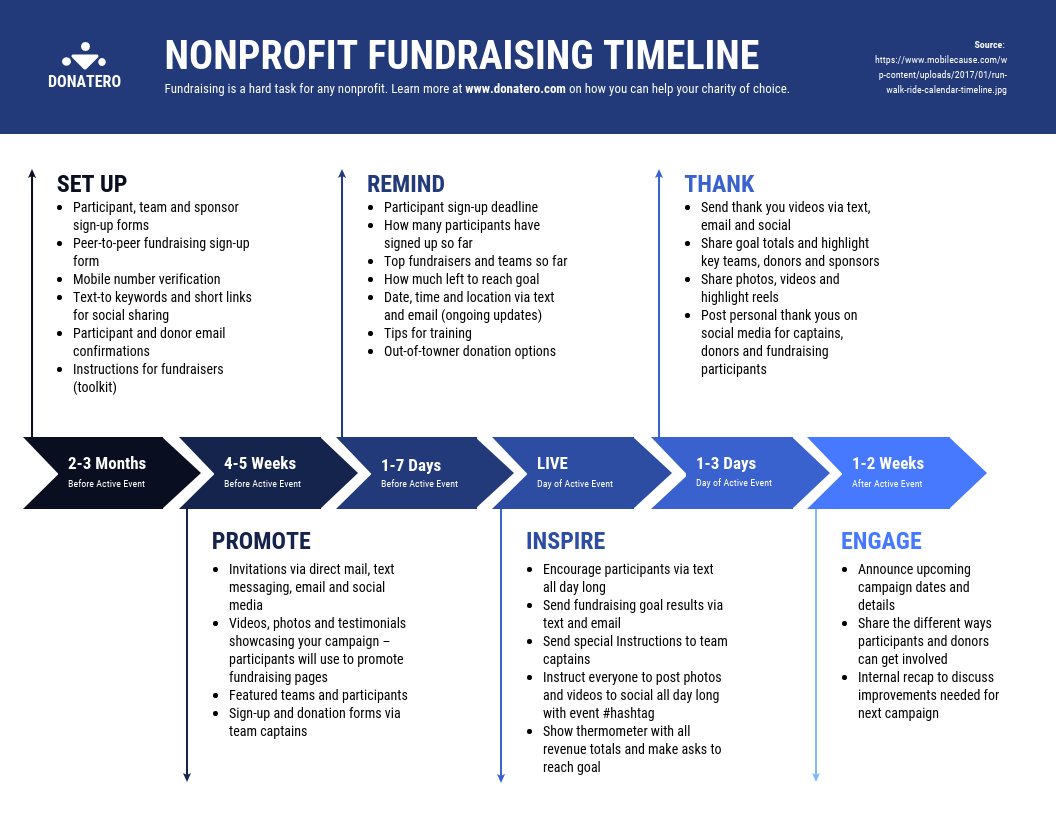 DONATERO
NONPROFIT FUNDRAISING TIMELINE
Fundraising is a hard task for any nonprofit. Learn more at www.donatero.com on how you can help your charity of choice.
Source:
https://www.mobilecause.com/w
p-content/uploads/2017/01/run-
walk-ride-calendar-timeline.jpg
SET UP
• Participant, team and sponsor
sign-up forms
• Peer-to-peer fundraising sign-up
form
• Mobile number verification
• Text-to keywords and short links
for social sharing
• Participant and donor email
confirmations
• Instructions for fundraisers
(toolkit)
REMIND
• Participant sign-up deadline
• How many participants have
signed up so far
• Top fundraisers and teams so far
• How much left to reach goal
• Date, time and location via text
and email (ongoing updates)
• Tips for training
• Out-of-towner donation options
THANK
• Send thank you videos via text,
email and social
• Share goal totals and highlight
key teams, donors and sponsors
• Share photos, videos and
highlight reels
• Post personal thank yous on
social media for captains,
donors and fundraising
participants
2-3 Months
Before Active Event
4-5 Weeks
Before Active Event
1-7 Days
Before Active Event
LIVE
Day of Active Event
1-3 Days
Day of Active Event
1-2 Weeks
After Active Event
PROMOTE
• Invitations via direct mail, text
messaging, email and social
media
• Videos, photos and testimonials
showcasing your campaign –
participants will use to promote
fundraising pages
• Featured teams and participants
• Sign-up and donation forms via
team captains
INSPIRE
• Encourage participants via text
all day long
• Send fundraising goal results via
text and email
• Send special Instructions to team
captains
• Instruct everyone to post photos
and videos to social all day long
with event #hashtag
• Show thermometer with all
revenue totals and make asks to
reach goal
ENGAGE
• Announce upcoming
campaign dates and
details
• Share the different ways
participants and donors
can get involved
• Internal recap to discuss
improvements needed for
next campaign